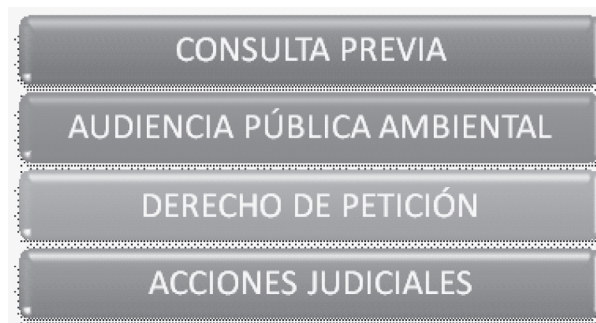 CONSULTA PREVIA
AUDIENCIA PÚBLICA AMBIENTAL
DERECHO DE PETICIÓN
ACCIONES JUDICIALES